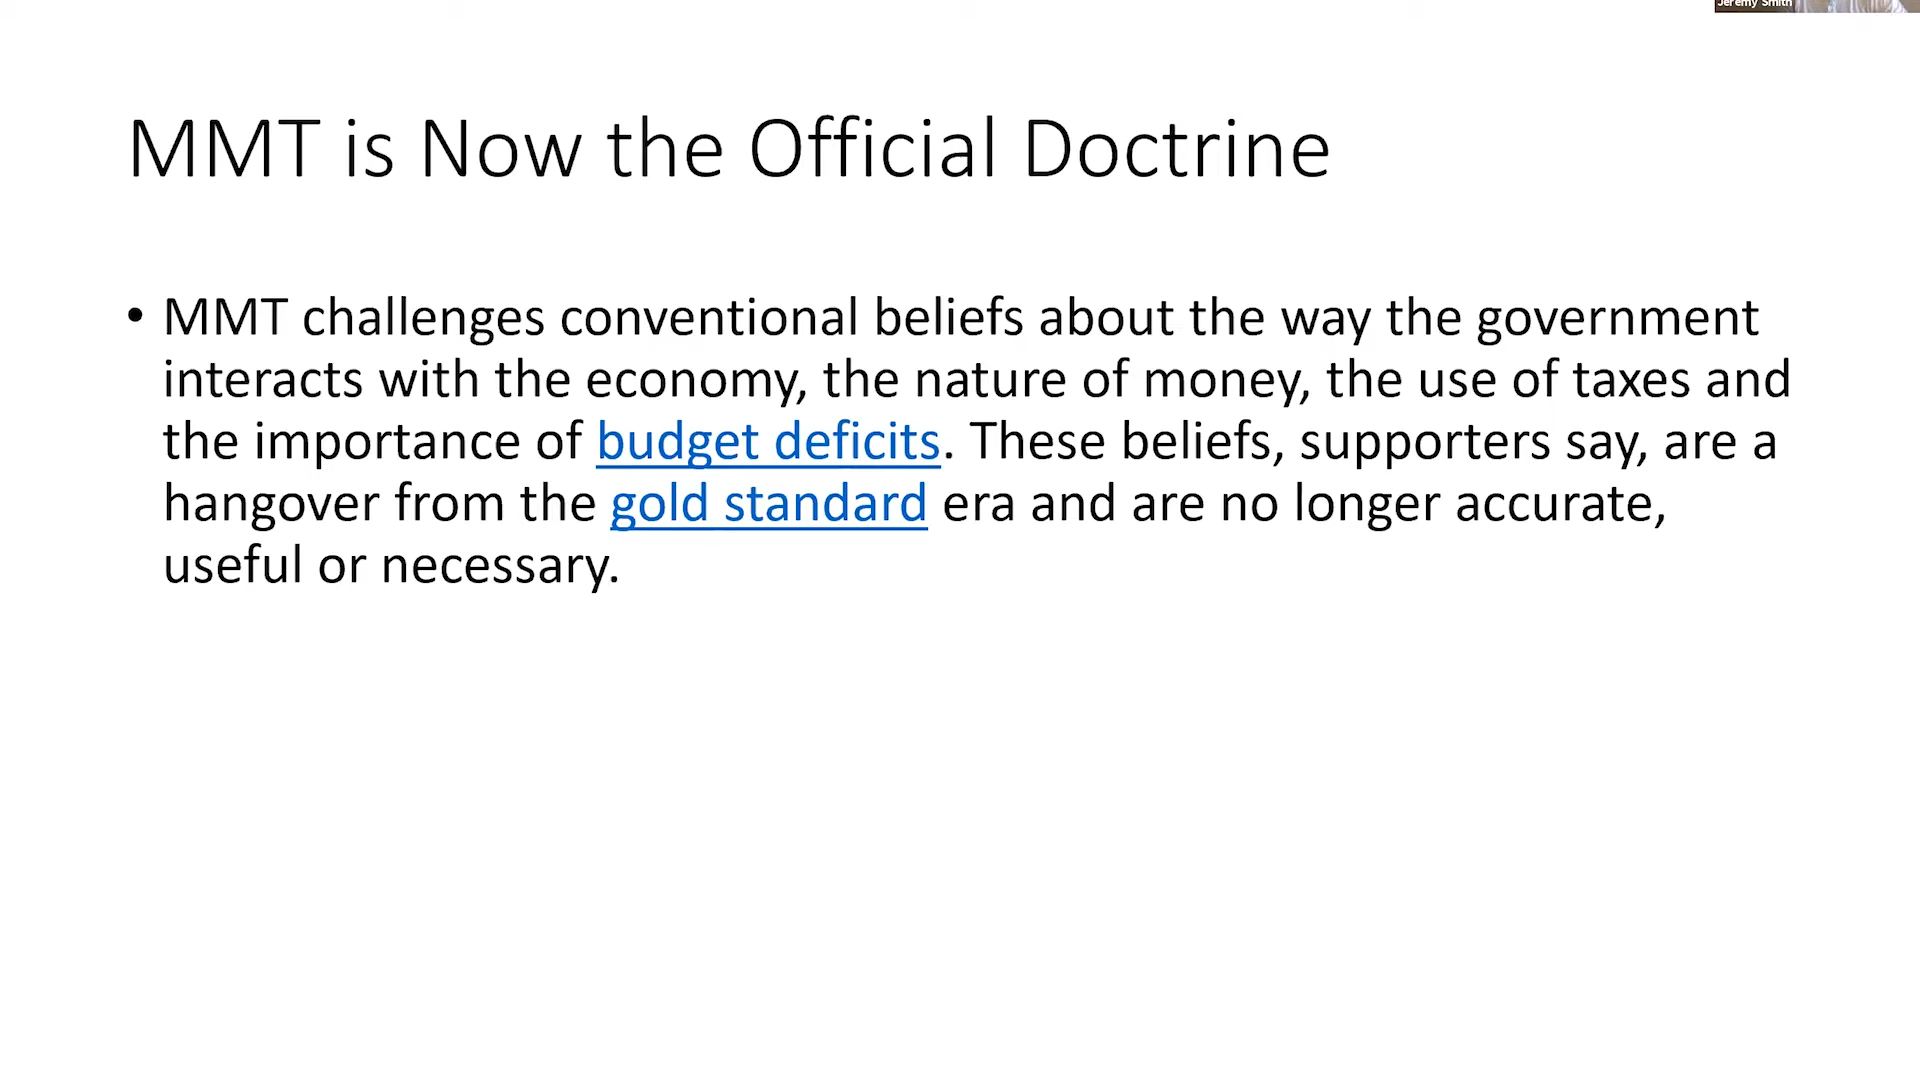 Jeremy Smith
MMT is Now the Official Doctrine
• MMT challenges conventional beliefs about the way the government
interacts with the economy, the nature of money, the use of taxes and
the importance of budget deficits. These beliefs, supporters say, are a
hangover from the gold standard era and are no longer accurate,
useful or necessary.